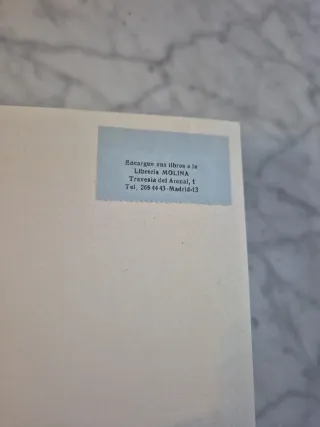 Encargue sus libros a la
Librería MOLINA
Travesía del Arenal, 1
Tel. 266 44 43 - Madrid-13